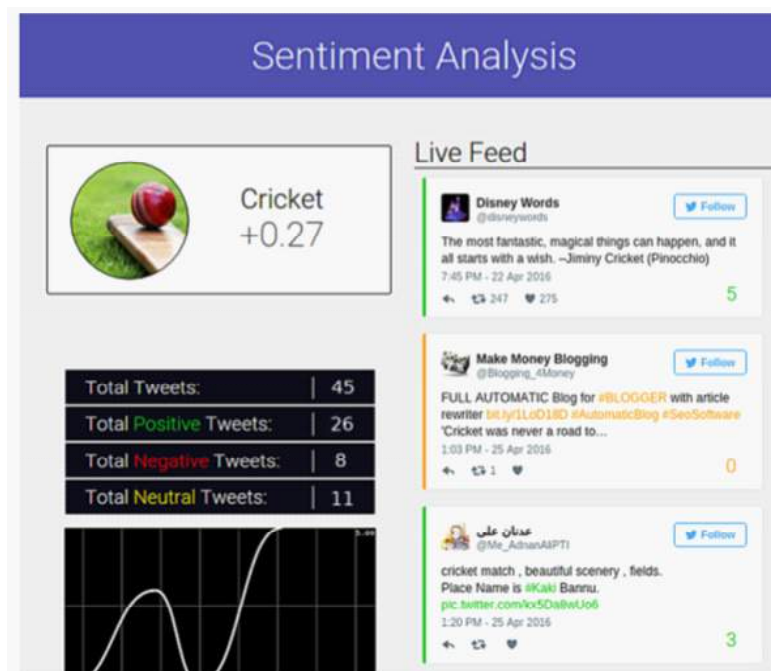 Sentiment Analysis
Cricket
+0.27
Total Tweets: | 45
Total Positive Tweets: | 26
Total Negative Tweets: | 8
Total Neutral Tweets: | 11
5.00
Live Feed
Disney Words
@disneywords
Follow
The most fantastic, magical things can happen, and it
all starts with a wish. –Jiminy Cricket (Pinocchio)
7:45 PM - 22 Apr 2016
247 275
5
Make Money Blogging
@Blogging_4Money
Follow
FULL AUTOMATIC Blog for #BLOGGER with article
rewriter bit.ly/1LoD18D #AutomaticBlog #SeoSoftware
'Cricket was never a road to…
1:03 PM - 25 Apr 2016
1
0
عدنان علی
@Me_AdnanAliPTI
Follow
cricket match , beautiful scenery , fields.
Place Name is #Kaki Bannu.
pic.twitter.com/kx5Da8wUo6
1:20 PM - 25 Apr 2016
3